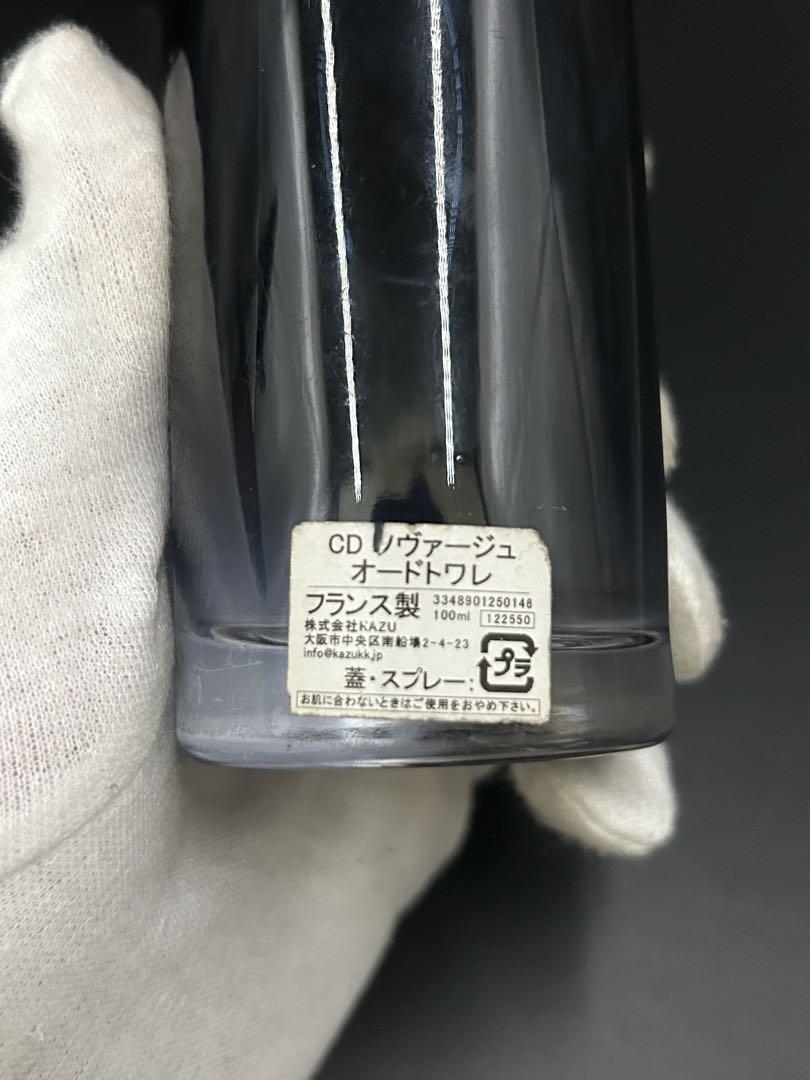 CD ソヴァージュ
オードトワレ
フランス製 3348901250146
100ml 122550
株式会社KAZU
大阪市中央区南船場2-4-23
info@kazukk.jp
蓋・スプレー: プラ
お肌に合わないときはご使用をおやめ下さい。